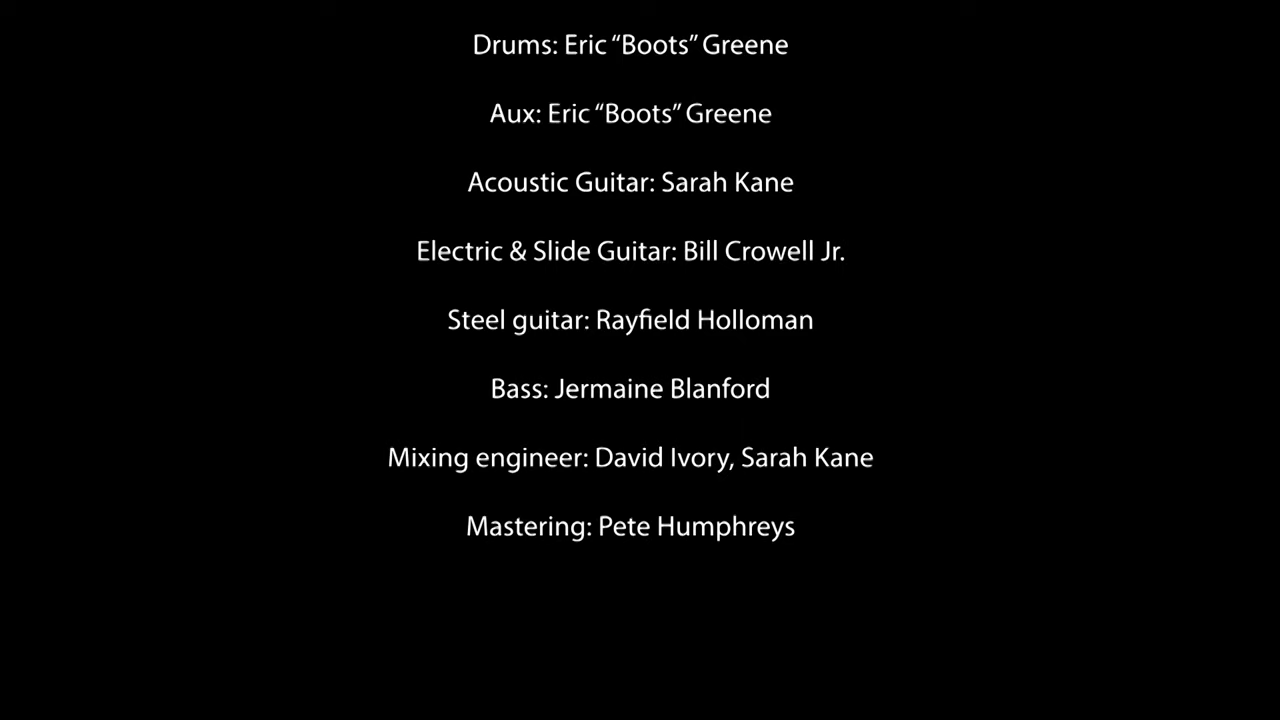 Drums: Eric “Boots” Greene
Aux: Eric “Boots” Greene
Acoustic Guitar: Sarah Kane
Electric & Slide Guitar: Bill Crowell Jr.
Steel guitar: Rayfield Holloman
Bass: Jermaine Blanford
Mixing engineer: David Ivory, Sarah Kane
Mastering: Pete Humphreys